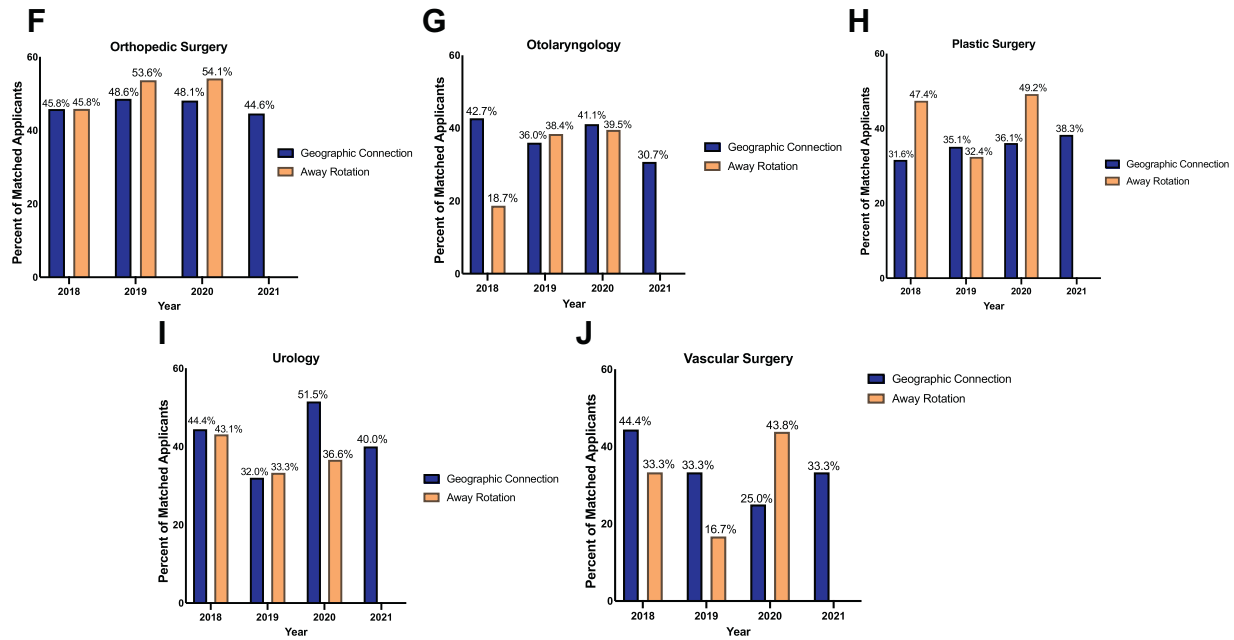 F
Orthopedic Surgery
Percent of Matched Applicants
60
40
20
0
45.8% 45.8%
48.6% 53.6%
48.1% 54.1%
44.6%
2018 2019 2020 2021
Year
Geographic Connection
Away Rotation
G
Otolaryngology
Percent of Matched Applicants
60
40
20
0
42.7% 18.7%
36.0% 38.4%
41.1% 39.5%
30.7%
2018 2019 2020 2021
Year
Geographic Connection
Away Rotation
H
Plastic Surgery
Percent of Matched Applicants
60
40
20
0
31.6% 47.4%
35.1% 32.4%
36.1% 49.2%
38.3%
2018 2019 2020 2021
Year
Geographic Connection
Away Rotation
I
Urology
Percent of Matched Applicants
60
40
20
0
44.4% 43.1%
32.0% 33.3%
51.5% 36.6%
40.0%
2018 2019 2020 2021
Year
Geographic Connection
Away Rotation
J
Vascular Surgery
Percent of Matched Applicants
60
40
20
0
44.4% 33.3%
33.3% 16.7%
25.0% 43.8%
33.3%
2018 2019 2020 2021
Year
Geographic Connection
Away Rotation